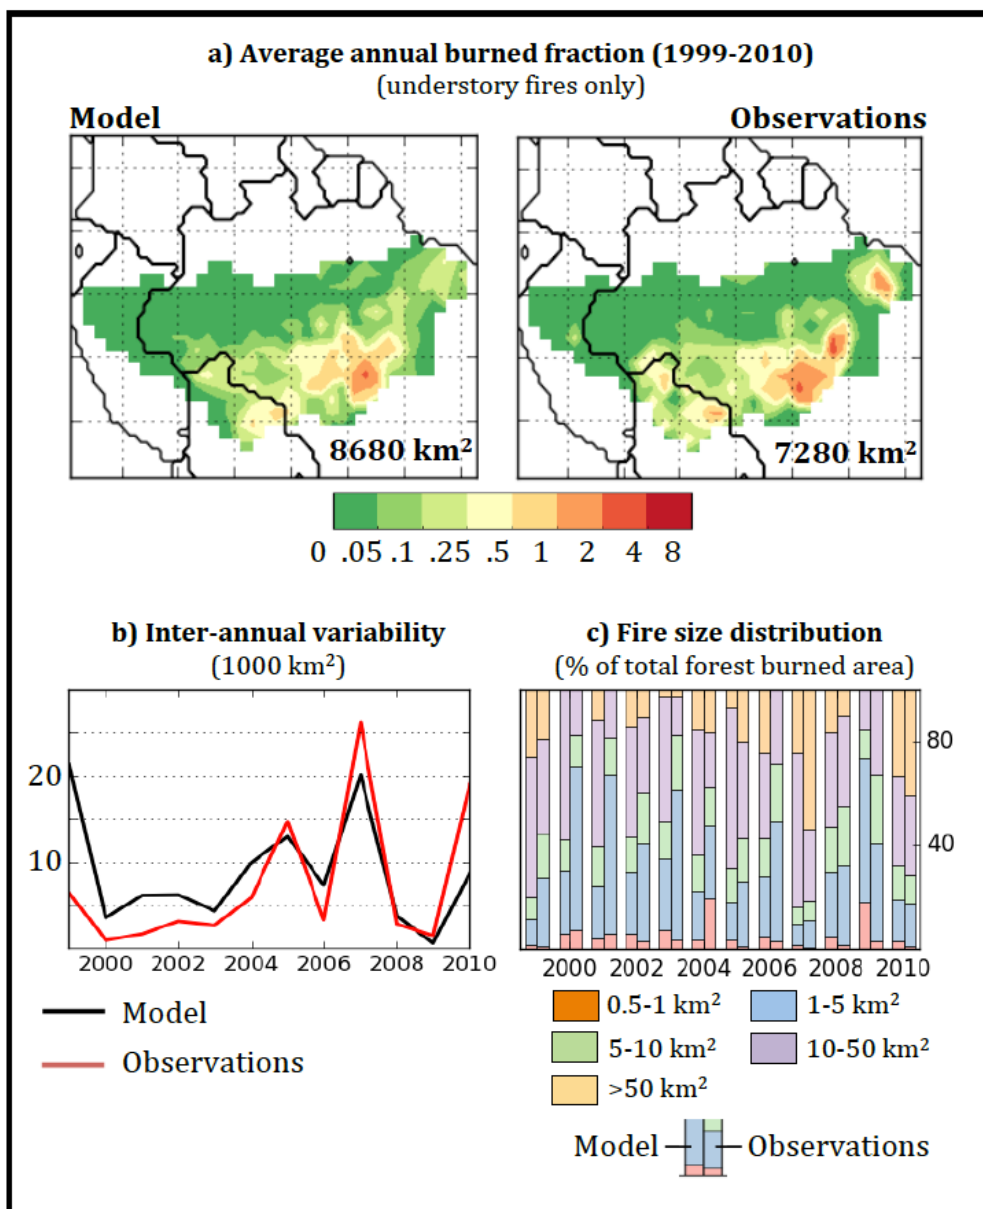 a) Average annual burned fraction (1999-2010)
(understory fires only)
Model
Observations
8680 km²
7280 km²
0 .05 .1 .25 .5 1 2 4 8
b) Inter-annual variability
(1000 km²)
20
10
2000 2002 2004 2006 2008 2010
Model
Observations
c) Fire size distribution
(% of total forest burned area)
80
40
2000 2002 2004 2006 2008 2010
0.5-1 km² 1-5 km²
5-10 km² 10-50 km²
>50 km²
Model Observations